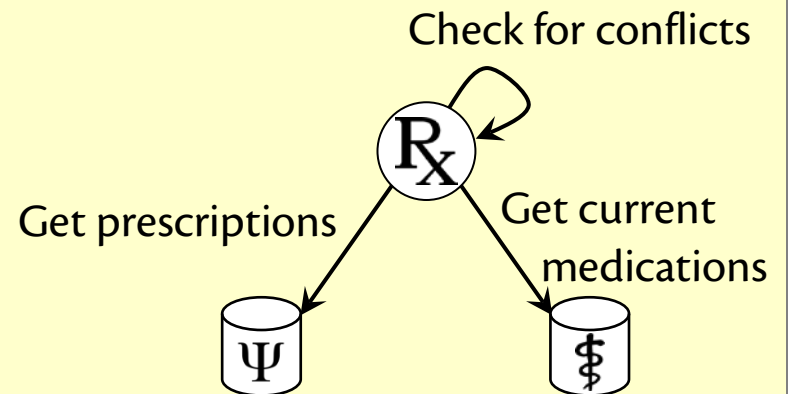 Check for conflicts
Rx
Get prescriptions
Get current
medications
Ψ